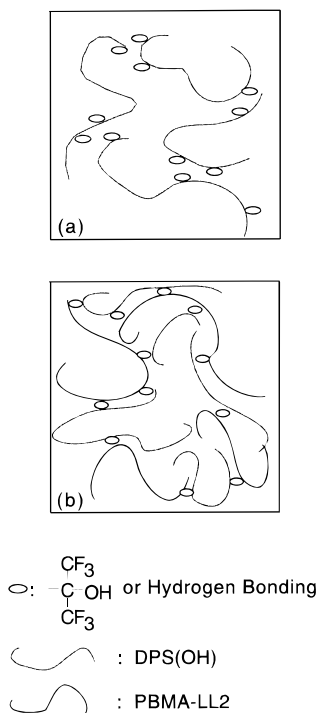 (a)
(b)
: CF3
C OH or Hydrogen Bonding
CF3
: DPS(OH)
: PBMA-LL2